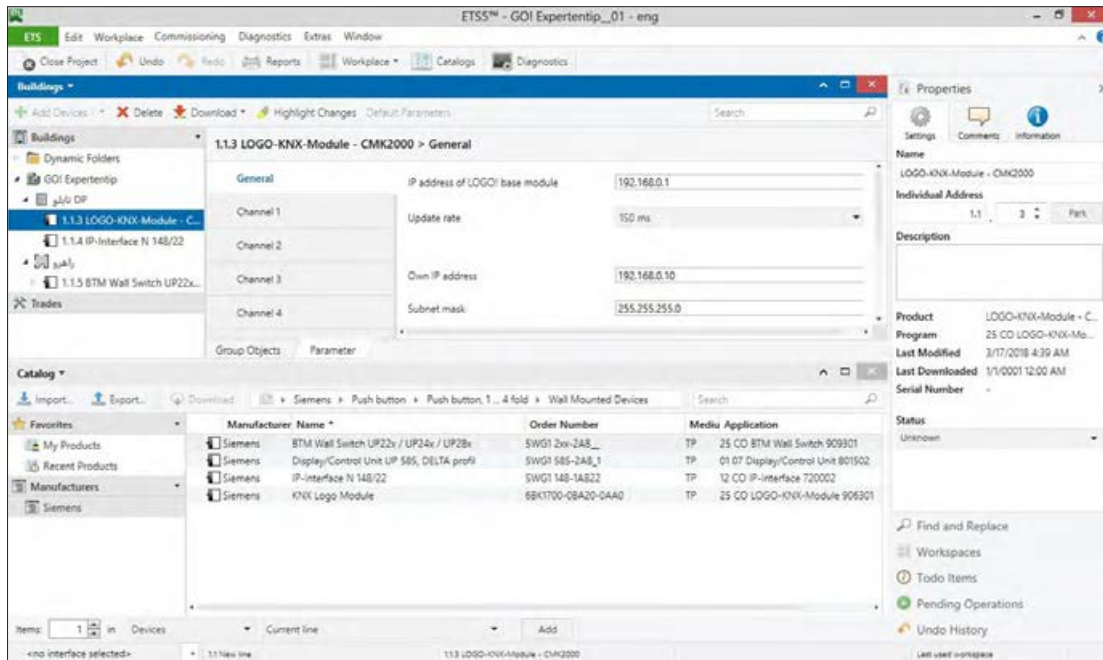 ETS5™ - GO! Expertentip__01 - eng
ETS Edit Workplace Commissioning Diagnostics Extras Window
Close Project Undo Redo Reports Workplace Catalogs Diagnostics
Buildings
Add Devices Delete Download Highlight Changes Default Parameters Search
Buildings
Dynamic Folders
GO! Expertentip
تابلو DP
1.1.3 LOGO-KNX-Module - C...
1.1.4 IP-Interface N 148/22
راهرو
1.1.5 BTM Wall Switch UP22x...
Trades
1.1.3 LOGO-KNX-Module - CMK2000 > General
General
Channel 1
Channel 2
Channel 3
Channel 4
IP address of LOGO! base module 192.168.0.1
Update rate 150 ms
Own IP address 192.168.0.10
Subnet mask 255.255.255.0
Group Objects Parameter
Catalog
Import... Export... Download Siemens Push button Push button, 1... 4 fold Wall Mounted Devices Search
Favorites
My Products
Recent Products
Manufacturers
Siemens
Manufacturer Name Order Number Mediu Application
Siemens BTM Wall Switch UP22x / UP24x / UP28x 5WG1 2xx-2AB__ TP 25 CO BTM Wall Switch 909301
Siemens Display/Control Unit UP 585, DELTA profil 5WG1 585-2AB_1 TP 01 07 Display/Control Unit 801502
Siemens IP-Interface N 148/22 5WG1 148-1AB22 TP 12 CO IP-Interface 720002
Siemens KNX Logo Module 6BK1700-0BA20-0AA0 TP 25 CO LOGO-KNX-Module 906301
Items: 1 in Devices Current line Add
<no interface selected> 1.1 New line 1.1.3 LOGO-KNX-Module - CMK2000
Properties
Settings Comments Information
Name
LOGO-KNX-Module - CMK2000
Individual Address
1.1 . 3 Park
Description
Product LOGO-KNX-Module - C...
Program 25 CO LOGO-KNX-Mo...
Last Modified 3/17/2018 4:39 AM
Last Downloaded 1/1/0001 12:00 AM
Serial Number -
Status
Unknown
Find and Replace
Workspaces
Todo Items
Pending Operations
Undo History
Last used workspace